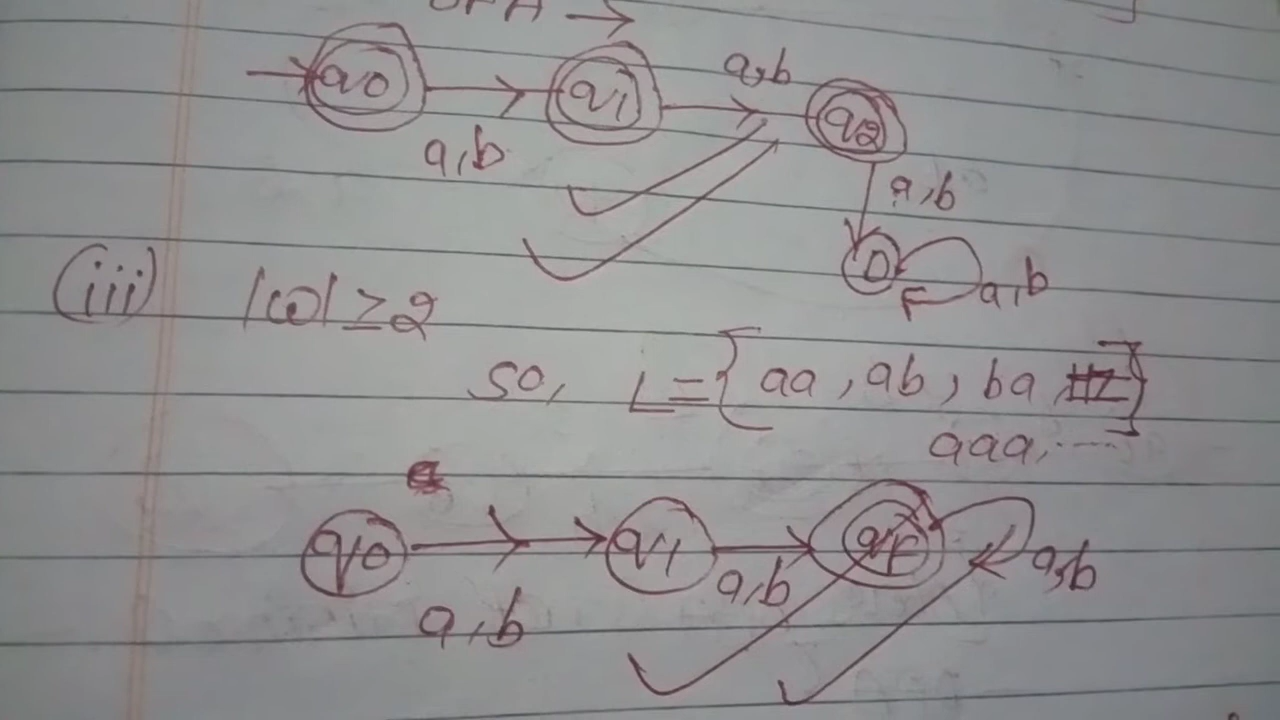 DFA →
q0 q1 a,b q2
a,b
a,b
D
a,b
(iii) |ω| ≥ 2
so, L = { aa, ab, ba, }
aaa, ----
q0 q1 qf
a,b a,b a,b